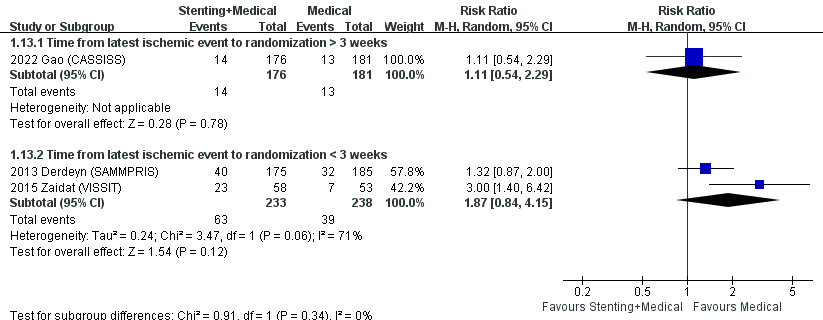 Stenting+Medical Medical Risk Ratio Risk Ratio
Study or Subgroup Events Total Events Total Weight M-H, Random, 95% CI M-H, Random, 95% CI
1.13.1 Time from latest ischemic event to randomization > 3 weeks
2022 Gao (CASSISS) 14 176 13 181 100.0% 1.11 [0.54, 2.29]
Subtotal (95% CI) 176 181 100.0% 1.11 [0.54, 2.29]
Total events 14 13
Heterogeneity: Not applicable
Test for overall effect: Z = 0.28 (P = 0.78)
1.13.2 Time from latest ischemic event to randomization < 3 weeks
2013 Derdeyn (SAMMPRIS) 40 175 32 185 57.8% 1.32 [0.87, 2.00]
2015 Zaidat (VISSIT) 23 58 7 53 42.2% 3.00 [1.40, 6.42]
Subtotal (95% CI) 233 238 100.0% 1.87 [0.84, 4.15]
Total events 63 39
Heterogeneity: Tau² = 0.24; Chi² = 3.47, df = 1 (P = 0.06); I² = 71%
Test for overall effect: Z = 1.54 (P = 0.12)
0.2 0.5 1 2 5
Favours Stenting+Medical Favours Medical
Test for subgroup differences: Chi² = 0.91, df = 1 (P = 0.34), I² = 0%